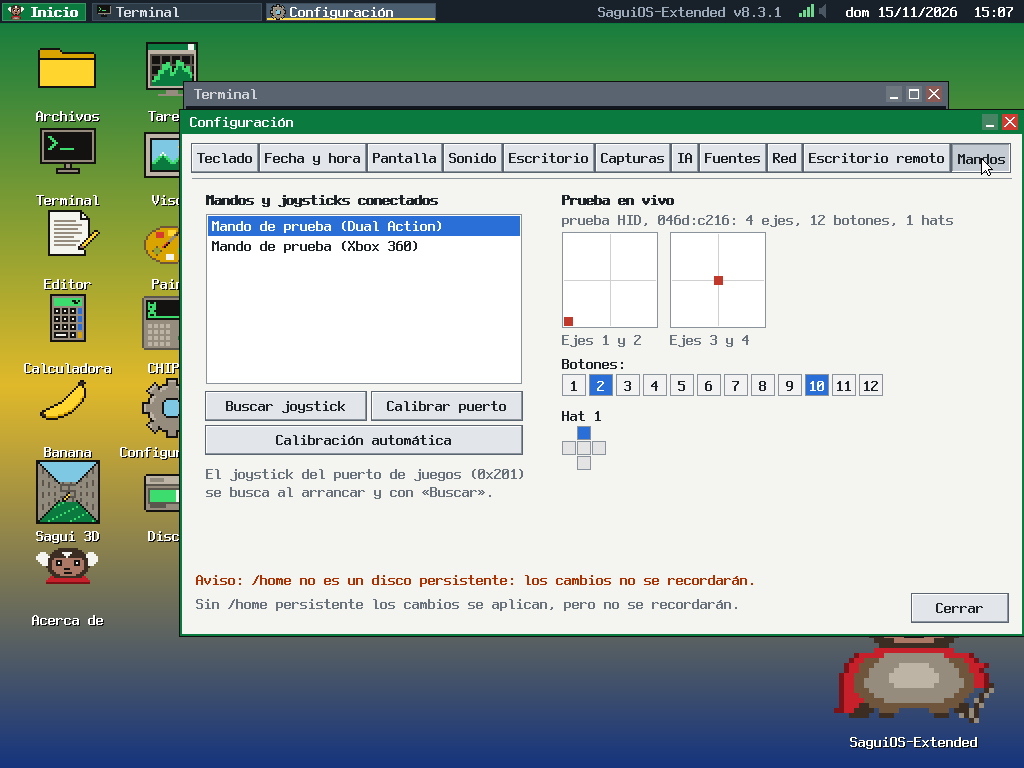 Inicio
Terminal
Configuración
SaguiOS-Extended v8.3.1
dom 15/11/2026
15:07
Archivos
Terminal
Editor
Calculadora
Banana
Sagui 3D
Acerca de
Terminal
Configuración
Teclado
Fecha y hora
Pantalla
Sonido
Escritorio
Capturas
IA
Fuentes
Red
Escritorio remoto
Mandos
Mandos y joysticks conectados
Mando de prueba (Dual Action)
Mando de prueba (Xbox 360)
Buscar joystick
Calibrar puerto
Calibración automática
El joystick del puerto de juegos (0x201)
se busca al arrancar y con «Buscar».
Prueba en vivo
prueba HID, 046d:c216: 4 ejes, 12 botones, 1 hats
Ejes 1 y 2
Ejes 3 y 4
Botones:
1 2 3 4 5 6 7 8 9 10 11 12
Hat 1
Aviso: /home no es un disco persistente: los cambios no se recordarán.
Sin /home persistente los cambios se aplican, pero no se recordarán.
Cerrar
SaguiOS-Extended